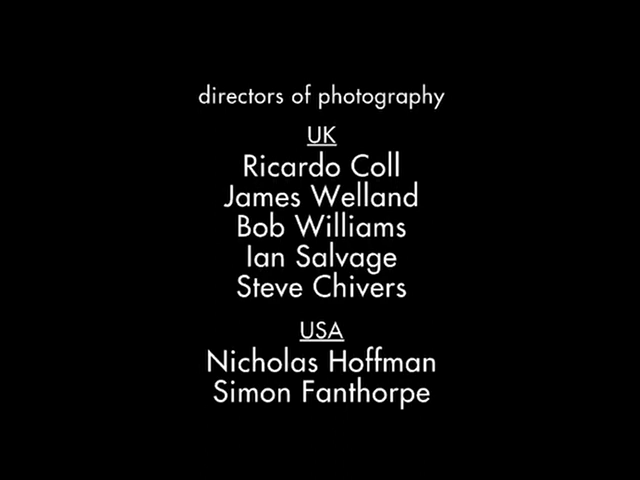 directors of photography
UK
Ricardo Coll
James Welland
Bob Williams
Ian Salvage
Steve Chivers
USA
Nicholas Hoffman
Simon Fanthorpe